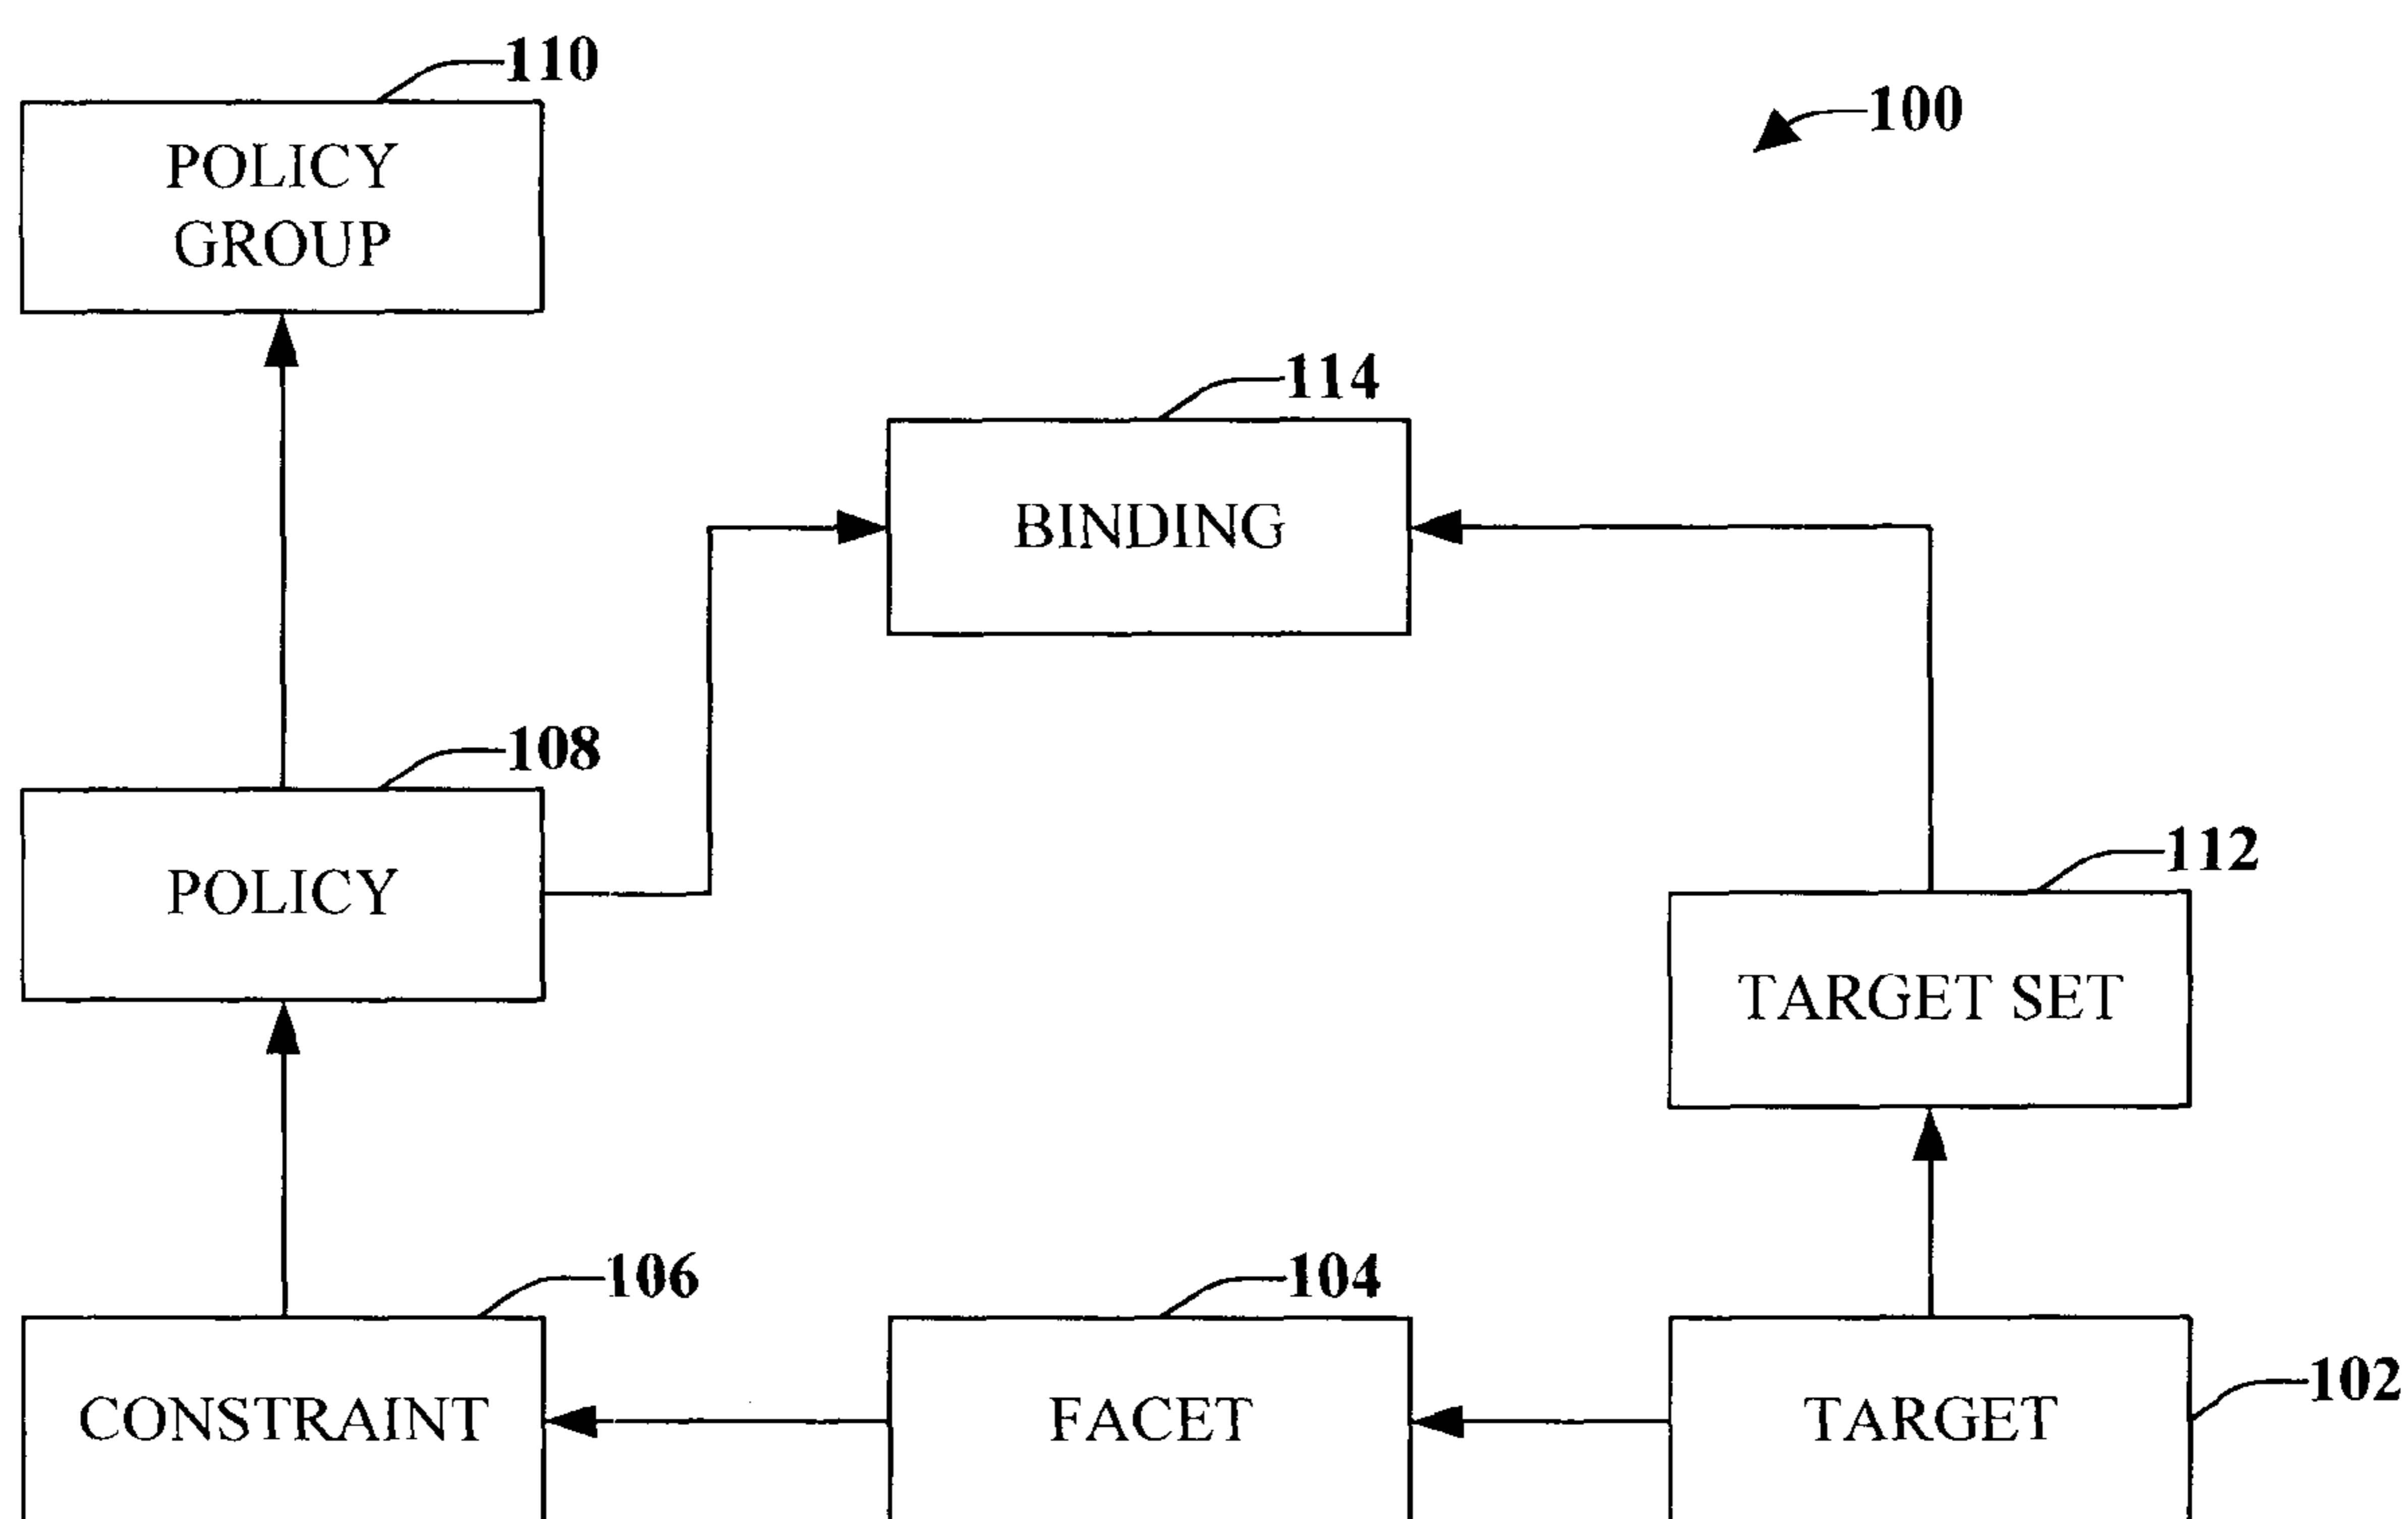 110
100
POLICY
GROUP
114
BINDING
108
112
POLICY
TARGET SET
106
104
102
CONSTRAINT
FACET
TARGET